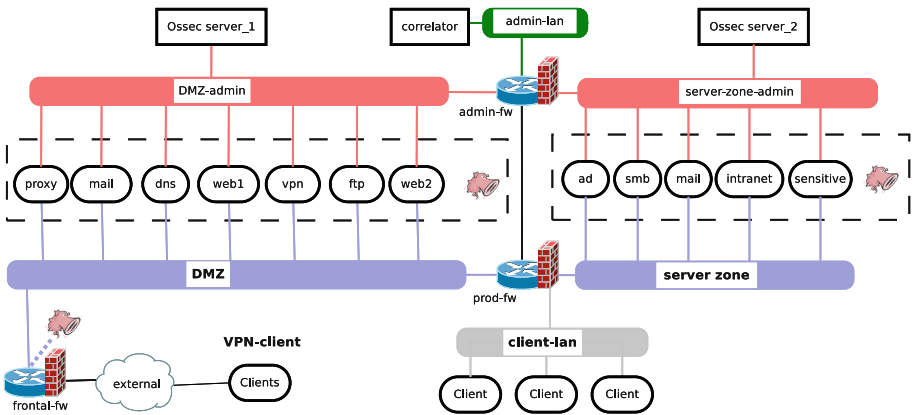 Ossec server_1
correlator
admin-lan
Ossec server_2
DMZ-admin
server-zone-admin
admin-fw
proxy
mail
dns
web1
vpn
ftp
web2
ad
smb
mail
intranet
sensitive
DMZ
server zone
prod-fw
VPN-client
client-lan
external
Clients
frontal-fw
Client
Client
Client